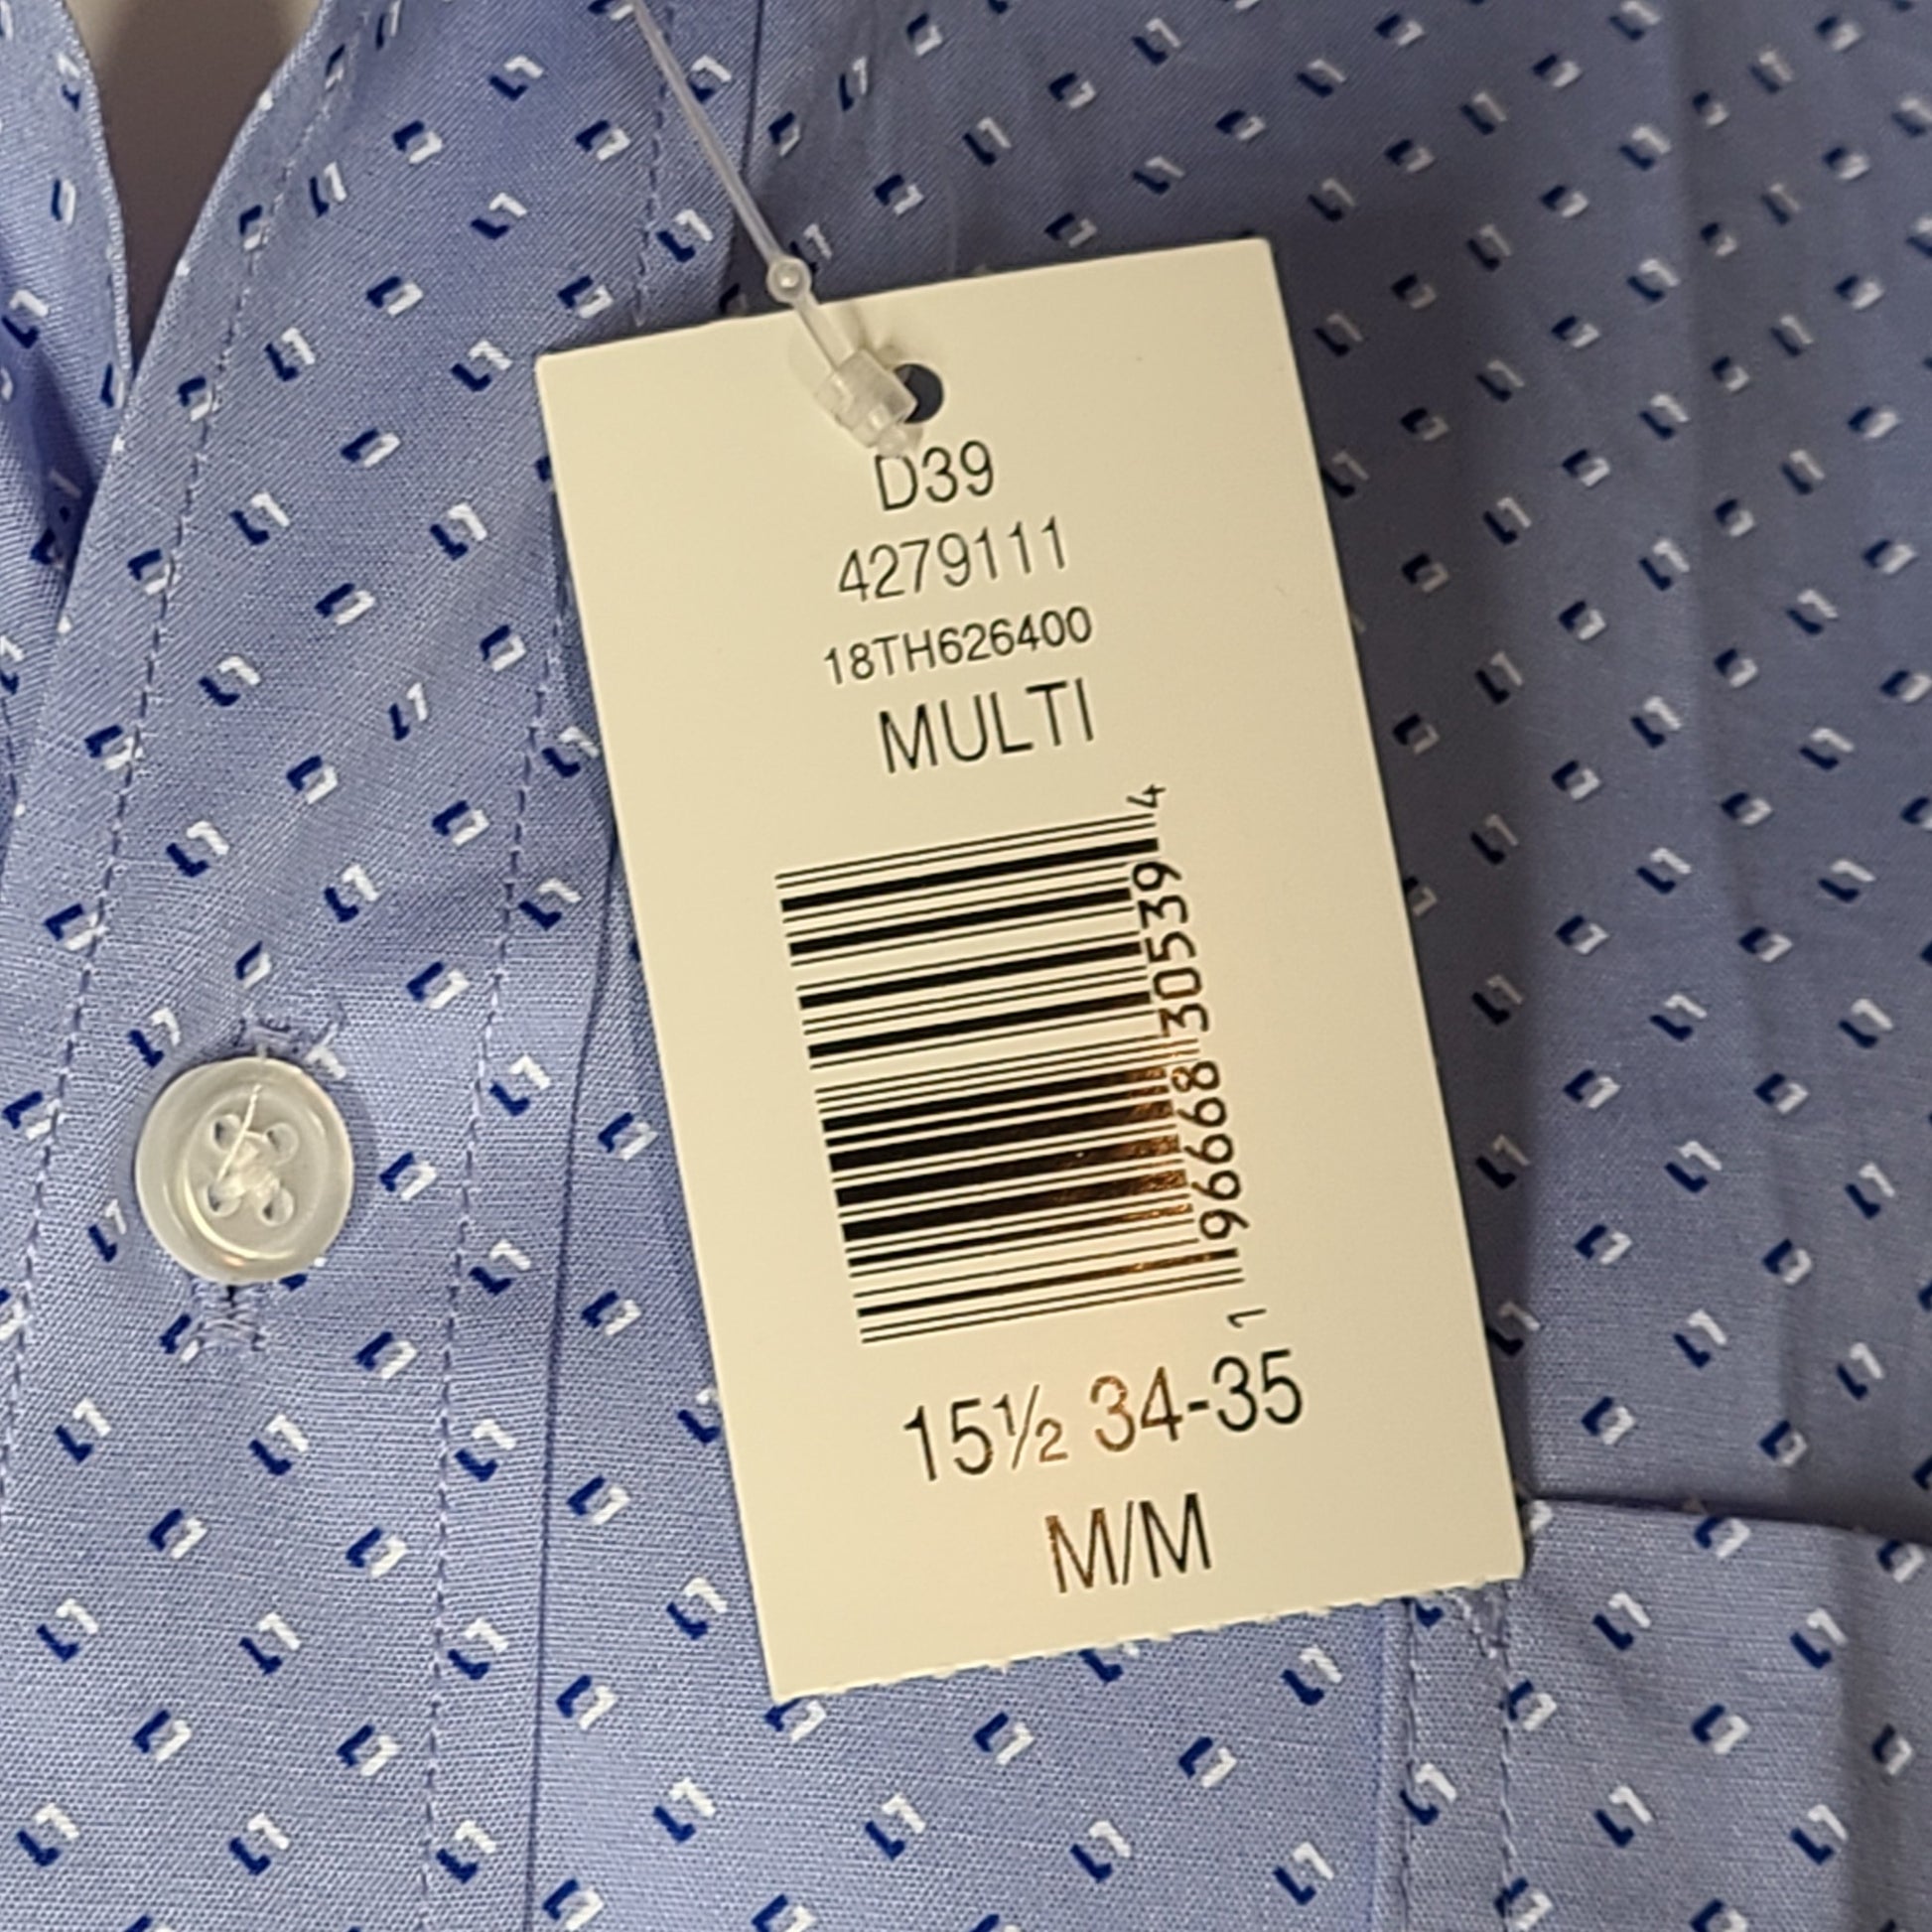 D39
4279111
18TH626400
MULTI
1 96668 30539 4
15½ 34-35
M/M